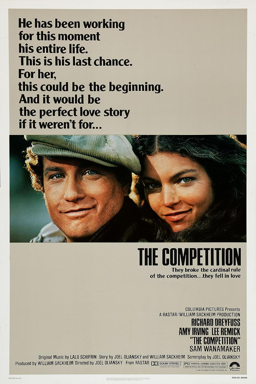 He has been working
for this moment
his entire life.
This is his last chance.
For her,
this could be the beginning.
And it would be
the perfect love story
if it weren't for...
THE COMPETITION
They broke the cardinal rule
of the competition...they fell in love
COLUMBIA PICTURES Presents
A RASTAR/WILLIAM SACKHEIM PRODUCTION
RICHARD DREYFUSS
AMY IRVING LEE REMICK
"THE COMPETITION"
SAM WANAMAKER
Original Music by LALO SCHIFRIN Story by JOEL OLIANSKY and WILLIAM SACKHEIM Screenplay by JOEL OLIANSKY
Produced by WILLIAM SACKHEIM Directed by JOEL OLIANSKY From RASTAR